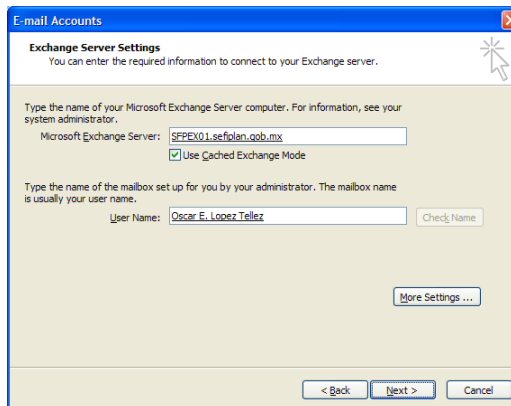 E-mail Accounts
Exchange Server Settings
You can enter the required information to connect to your Exchange server.
Type the name of your Microsoft Exchange Server computer. For information, see your
system administrator.
Microsoft Exchange Server: SFPEX01.sefiplan.gob.mx
Use Cached Exchange Mode
Type the name of the mailbox set up for you by your administrator. The mailbox name
is usually your user name.
User Name: Oscar E. Lopez Tellez Check Name
More Settings ...
< Back Next > Cancel